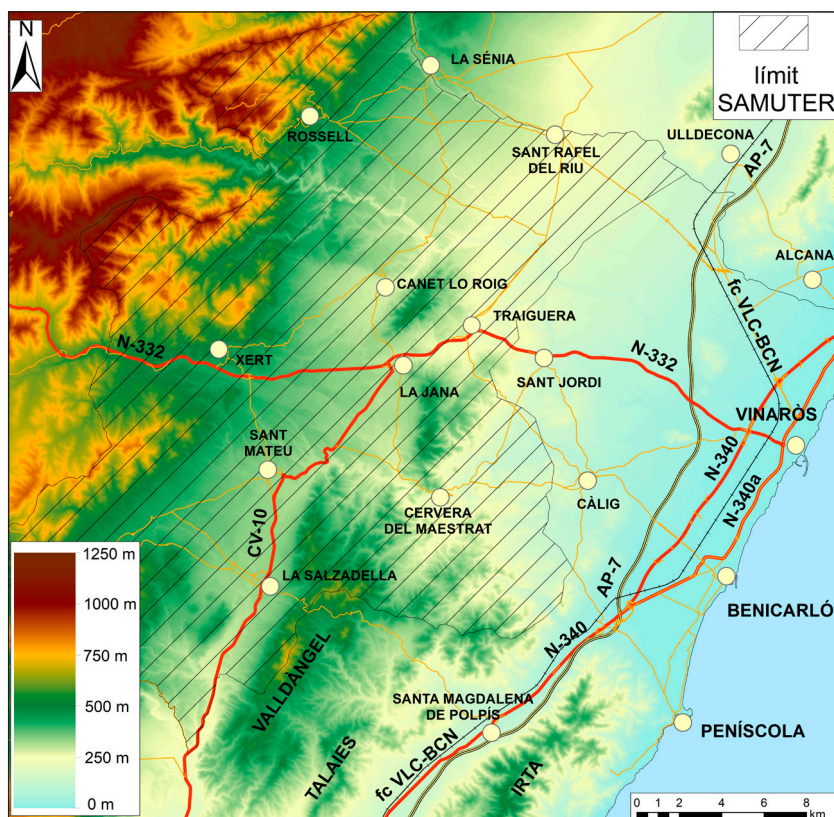 N
LA SÉNIA
límit
SAMUTER
ROSSELL
SANT RAFEL
DEL RIU
ULLDECONA
AP-7
ALCANA
CANET LO ROIG
fc VLC-BCN
TRAIGUERA
N-332
XERT
N-332
LA JANA
SANT JORDI
VINARÒS
SANT
MATEU
N-340
N-340a
CERVERA
DEL MAESTRAT
CÀLIG
CV-10
1250 m
1000 m
750 m
500 m
250 m
0 m
LA SALZADELLA
AP-7
BENICARLÓ
N-340
VALLDÀNGEL
SANTA MAGDALENA
DE POLPÍS
PENÍSCOLA
TALAIES
fc VLC-BCN
IRTA
0 1 2 4 6 8
km